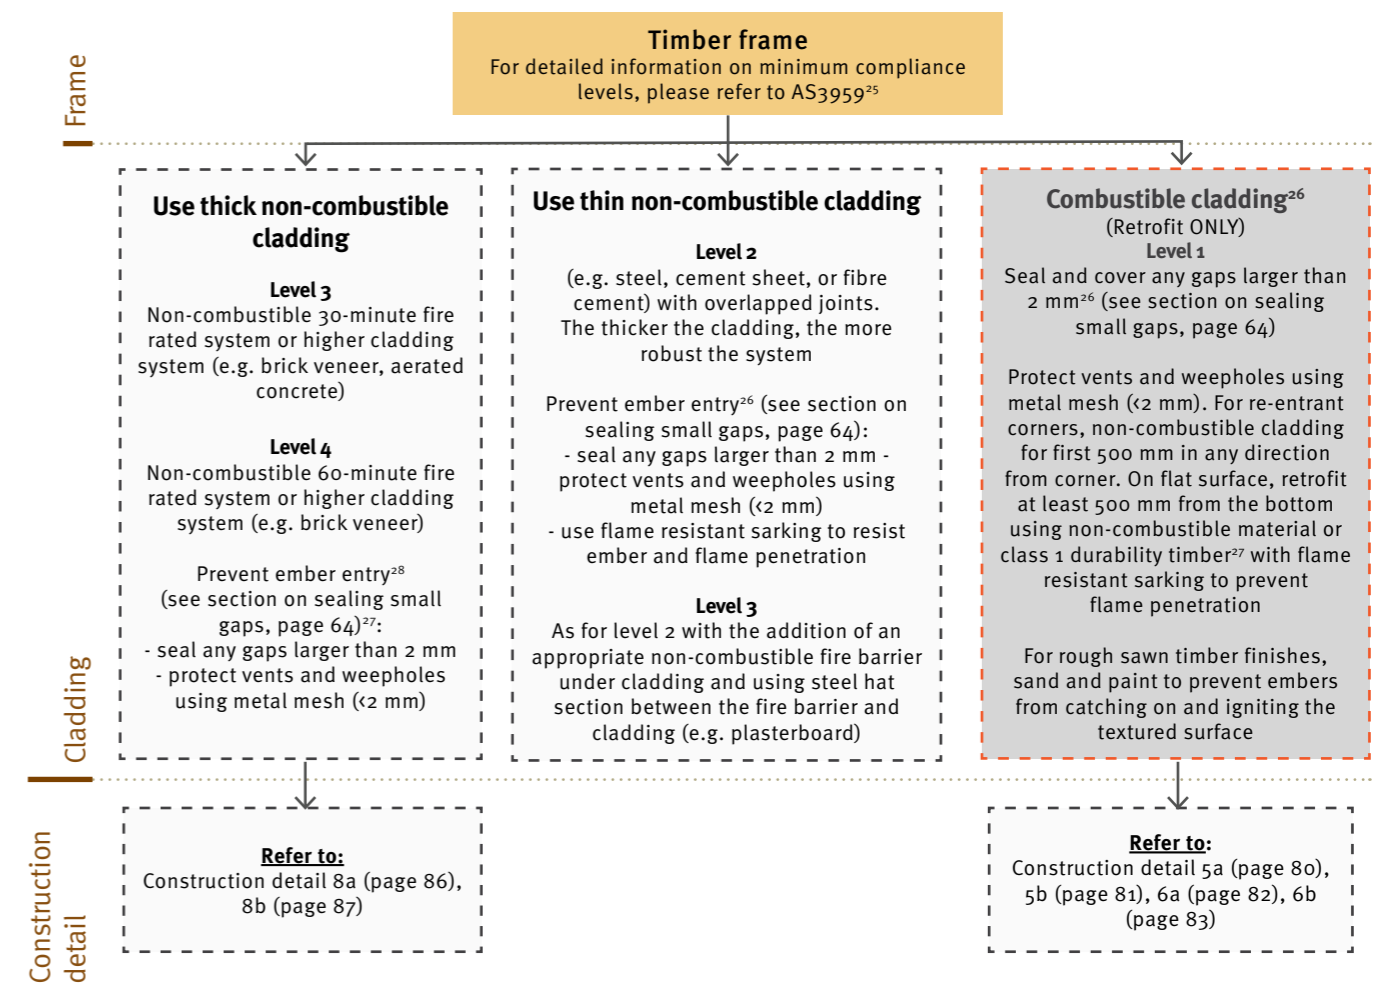 Frame
Timber frame
For detailed information on minimum compliance
levels, please refer to AS3959²⁵
Cladding
Use thick non-combustible
cladding
Level 3
Non-combustible 30-minute fire
rated system or higher cladding
system (e.g. brick veneer, aerated
concrete)
Level 4
Non-combustible 60-minute fire
rated system or higher cladding
system (e.g. brick veneer)
Prevent ember entry²⁸
(see section on sealing small
gaps, page 64)²⁷:
- seal any gaps larger than 2 mm
- protect vents and weepholes
using metal mesh (<2 mm)
Use thin non-combustible cladding
Level 2
(e.g. steel, cement sheet, or fibre
cement) with overlapped joints.
The thicker the cladding, the more
robust the system
Prevent ember entry²⁶ (see section on
sealing small gaps, page 64):
- seal any gaps larger than 2 mm -
protect vents and weepholes using
metal mesh (<2 mm)
- use flame resistant sarking to resist
ember and flame penetration
Level 3
As for level 2 with the addition of an
appropriate non-combustible fire barrier
under cladding and using steel hat
section between the fire barrier and
cladding (e.g. plasterboard)
Combustible cladding²⁶
(Retrofit ONLY)
Level 1
Seal and cover any gaps larger than
2 mm²⁶ (see section on sealing
small gaps, page 64)
Protect vents and weepholes using
metal mesh (<2 mm). For re-entrant
corners, non-combustible cladding
for first 500 mm in any direction
from corner. On flat surface, retrofit
at least 500 mm from the bottom
using non-combustible material or
class 1 durability timber²⁷ with flame
resistant sarking to prevent
flame penetration
For rough sawn timber finishes,
sand and paint to prevent embers
from catching on and igniting the
textured surface
Construction
detail
Refer to:
Construction detail 8a (page 86),
8b (page 87)
Refer to:
Construction detail 5a (page 80),
5b (page 81), 6a (page 82), 6b
(page 83)